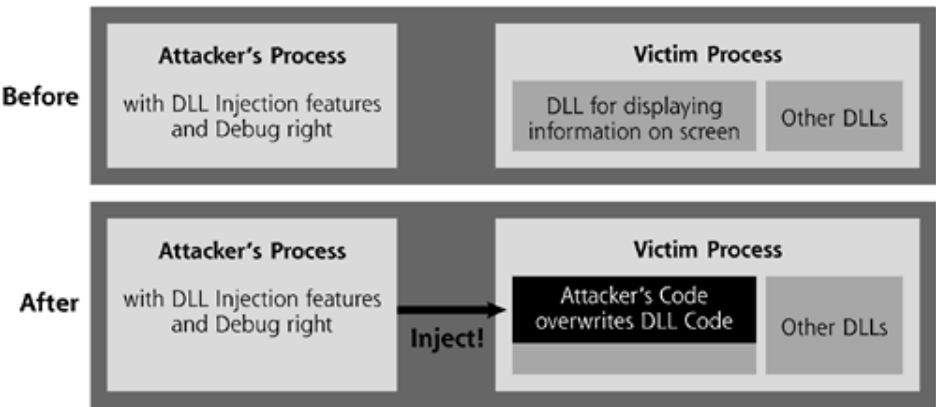 Before
Attacker's Process
with DLL Injection features
and Debug right
Victim Process
DLL for displaying
information on screen
Other DLLs
After
Attacker's Process
with DLL Injection features
and Debug right
Inject!
Victim Process
Attacker's Code
overwrites DLL Code
Other DLLs